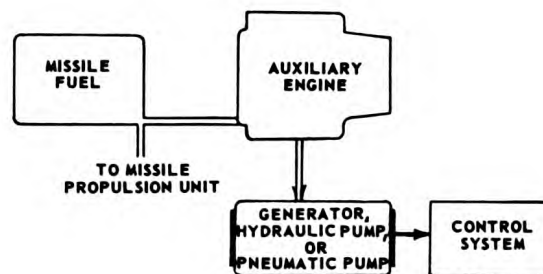 MISSILE
FUEL
AUXILIARY
ENGINE
TO MISSILE
PROPULSION UNIT
GENERATOR,
HYDRAULIC PUMP,
OR
PNEUMATIC PUMP
CONTROL
SYSTEM